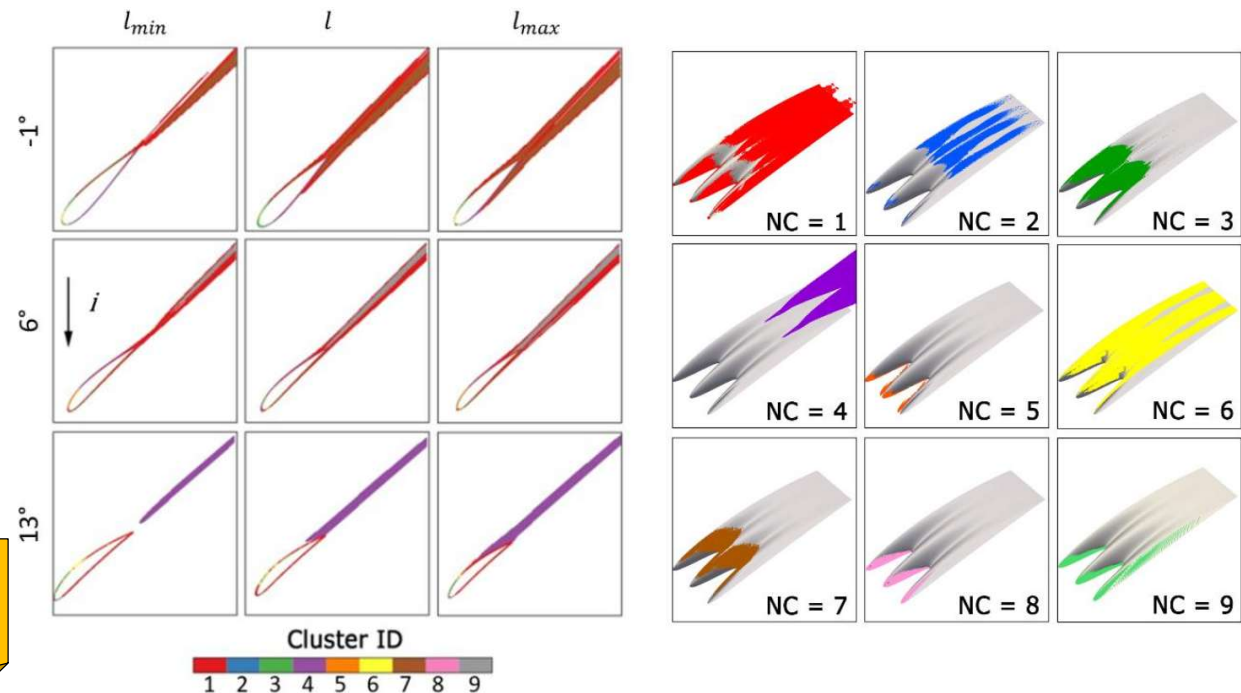 l_min l l_max
-1°
6°
i
13°
Cluster ID
1 2 3 4 5 6 7 8 9
NC = 1 NC = 2 NC = 3
NC = 4 NC = 5 NC = 6
NC = 7 NC = 8 NC = 9